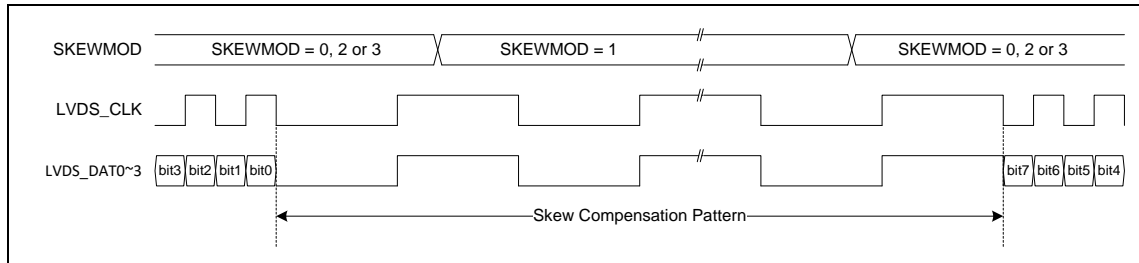 SKEWMOD SKEWMOD = 0, 2 or 3 SKEWMOD = 1 SKEWMOD = 0, 2 or 3
LVDS_CLK
LVDS_DAT0~3 bit3 bit2 bit1 bit0 bit7 bit6 bit5 bit4
Skew Compensation Pattern